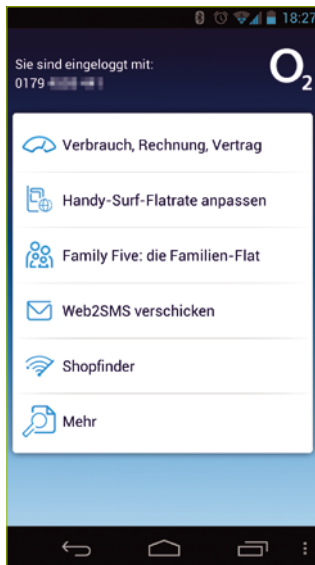 18:27
Sie sind eingeloggt mit:
0179
O2
Verbrauch, Rechnung, Vertrag
Handy-Surf-Flatrate anpassen
Family Five: die Familien-Flat
Web2SMS verschicken
Shopfinder
Mehr